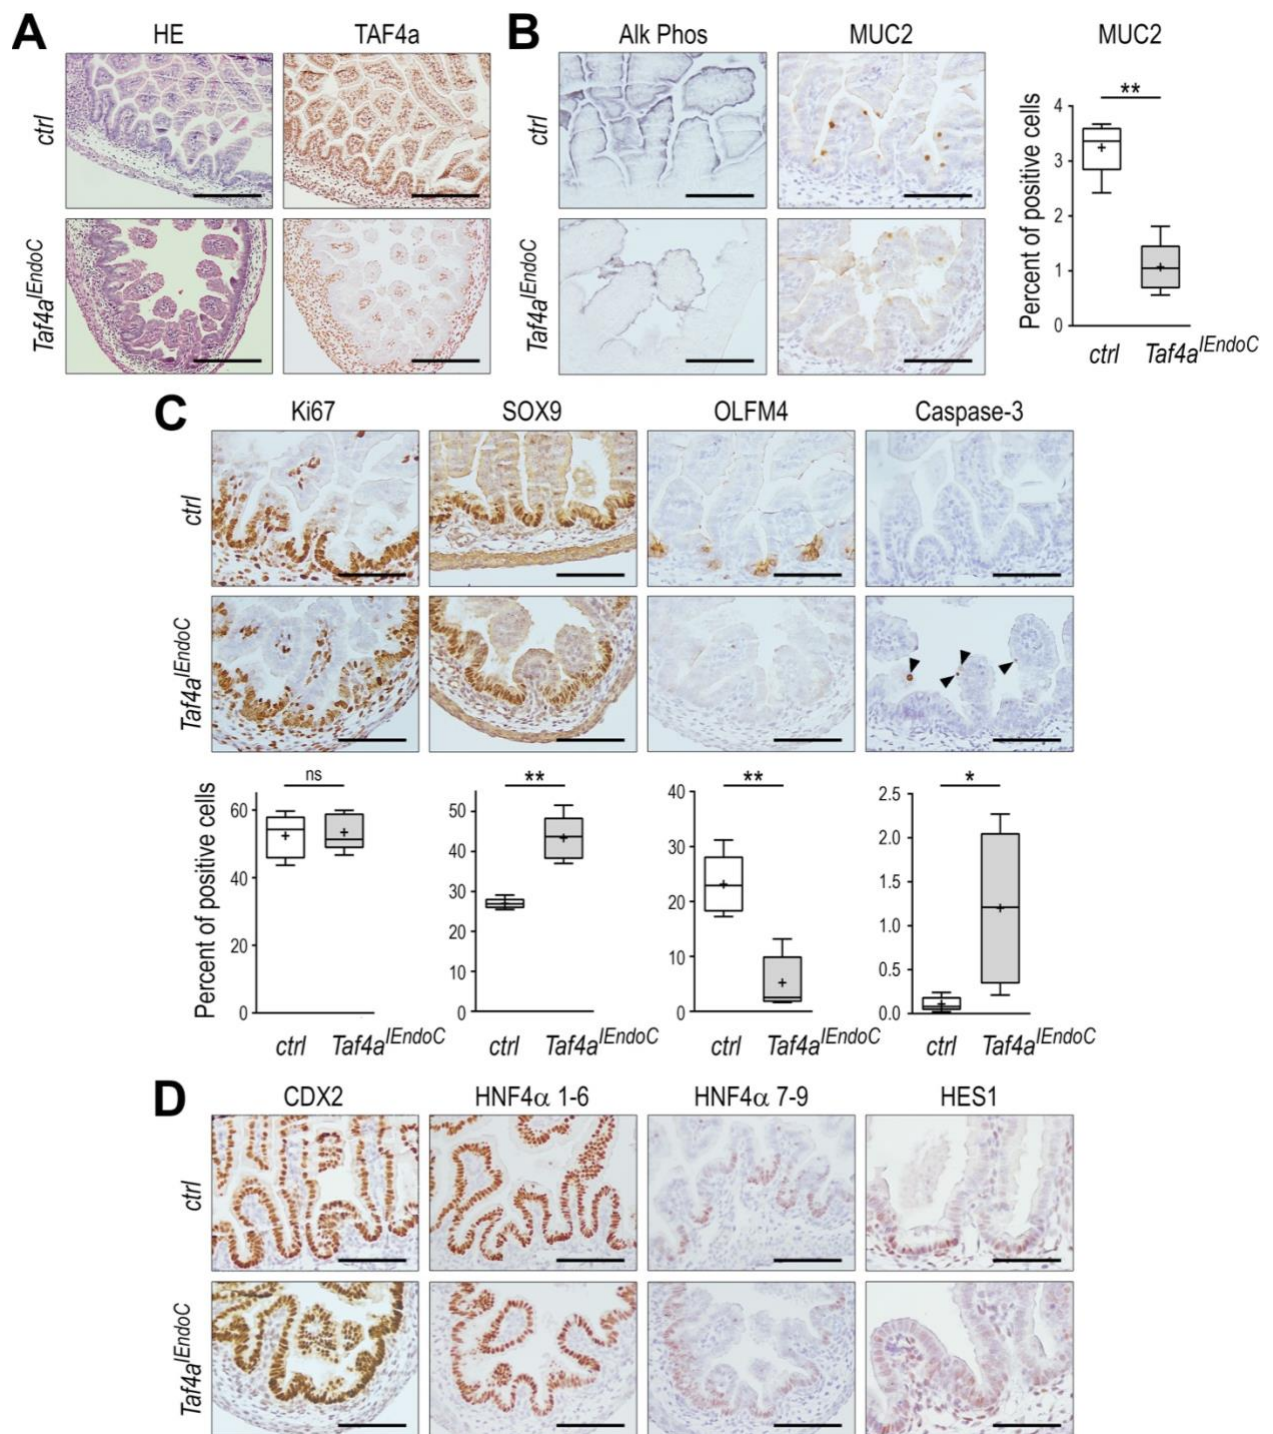 A
HE
TAF4a
ctrl
Taf4a^IEndoC
B
Alk Phos
MUC2
ctrl
Taf4a^IEndoC
MUC2
**
Percent of positive cells
4
3
2
1
0
ctrl Taf4a^IEndoC
C
Ki67
SOX9
OLFM4
Caspase-3
ctrl
Taf4a^IEndoC
Percent of positive cells
ns
60
40
20
0
ctrl Taf4a^IEndoC
**
50
40
30
20
10
0
ctrl Taf4a^IEndoC
**
40
30
20
10
0
ctrl Taf4a^IEndoC
*
2.5
2.0
1.5
1.0
0.5
0.0
ctrl Taf4a^IEndoC
D
CDX2
HNF4α 1-6
HNF4α 7-9
HES1
ctrl
Taf4a^IEndoC